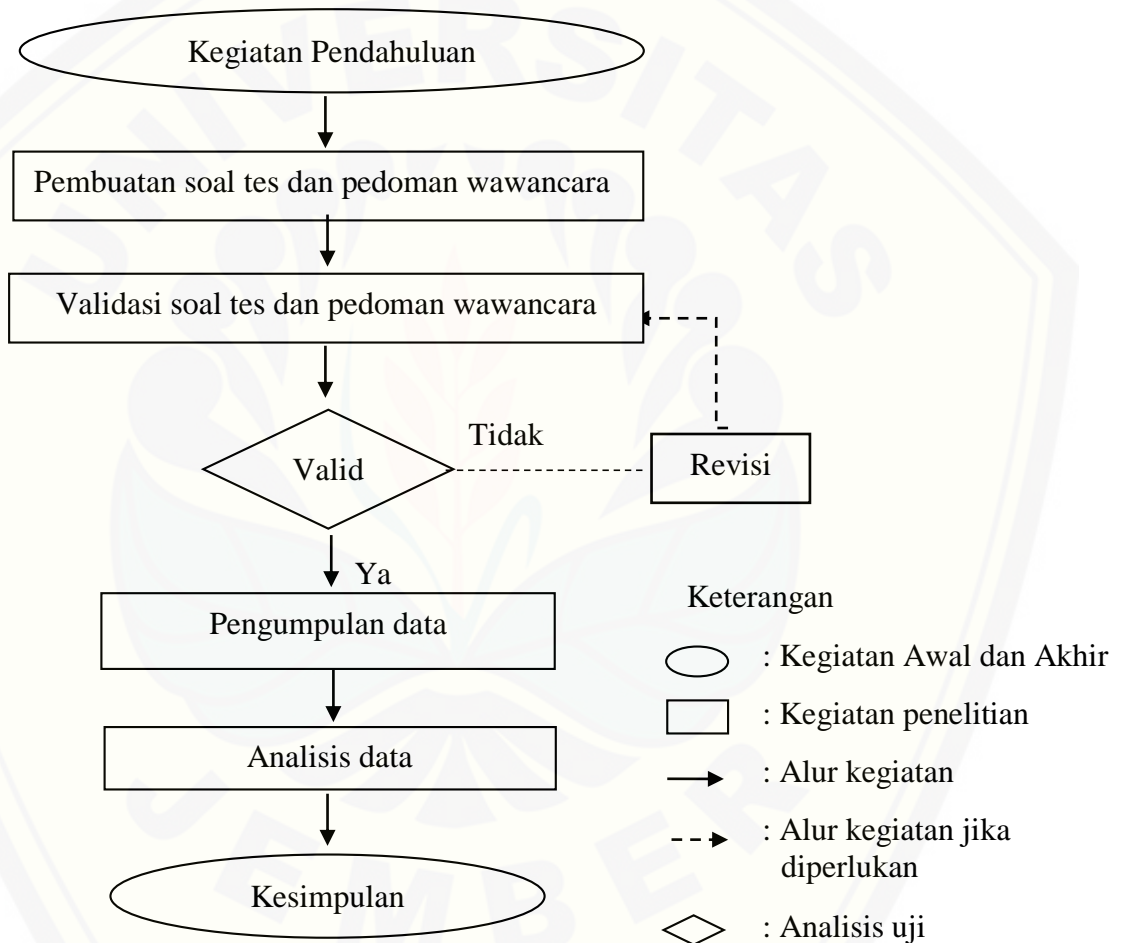 Kegiatan Pendahuluan
Pembuatan soal tes dan pedoman wawancara
Validasi soal tes dan pedoman wawancara
Tidak
Valid
Revisi
Ya
Pengumpulan data
Analisis data
Kesimpulan
Keterangan
: Kegiatan Awal dan Akhir
: Kegiatan penelitian
: Alur kegiatan
: Alur kegiatan jika
diperlukan
: Analisis uji
UNIVERSITAS
JEMBER